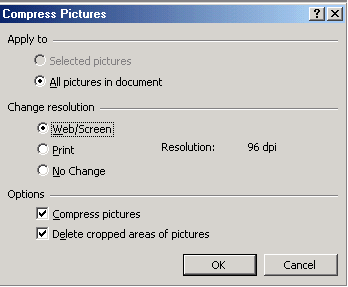 Compress Pictures
Apply to
Selected pictures
All pictures in document
Change resolution
Web/Screen
Print Resolution: 96 dpi
No Change
Options
Compress pictures
Delete cropped areas of pictures
OK Cancel